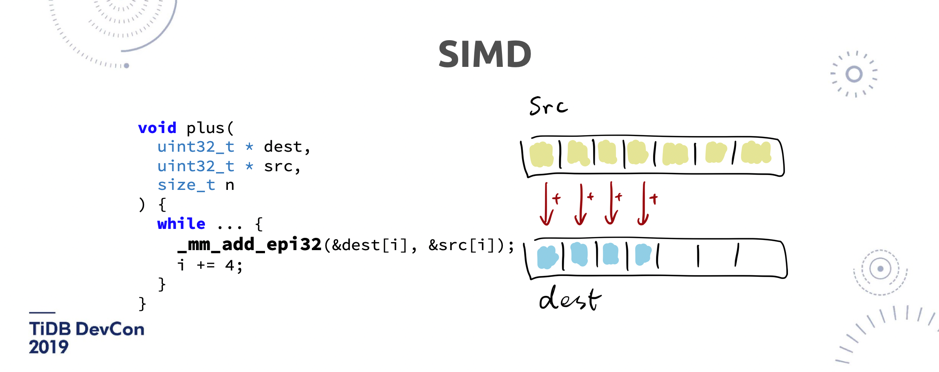 SIMD
void plus(
uint32_t * dest,
uint32_t * src,
size_t n
) {
while ... {
_mm_add_epi32(&dest[i], &src[i]);
i += 4;
}
}
Src
+ + + +
dest
TiDB DevCon
2019